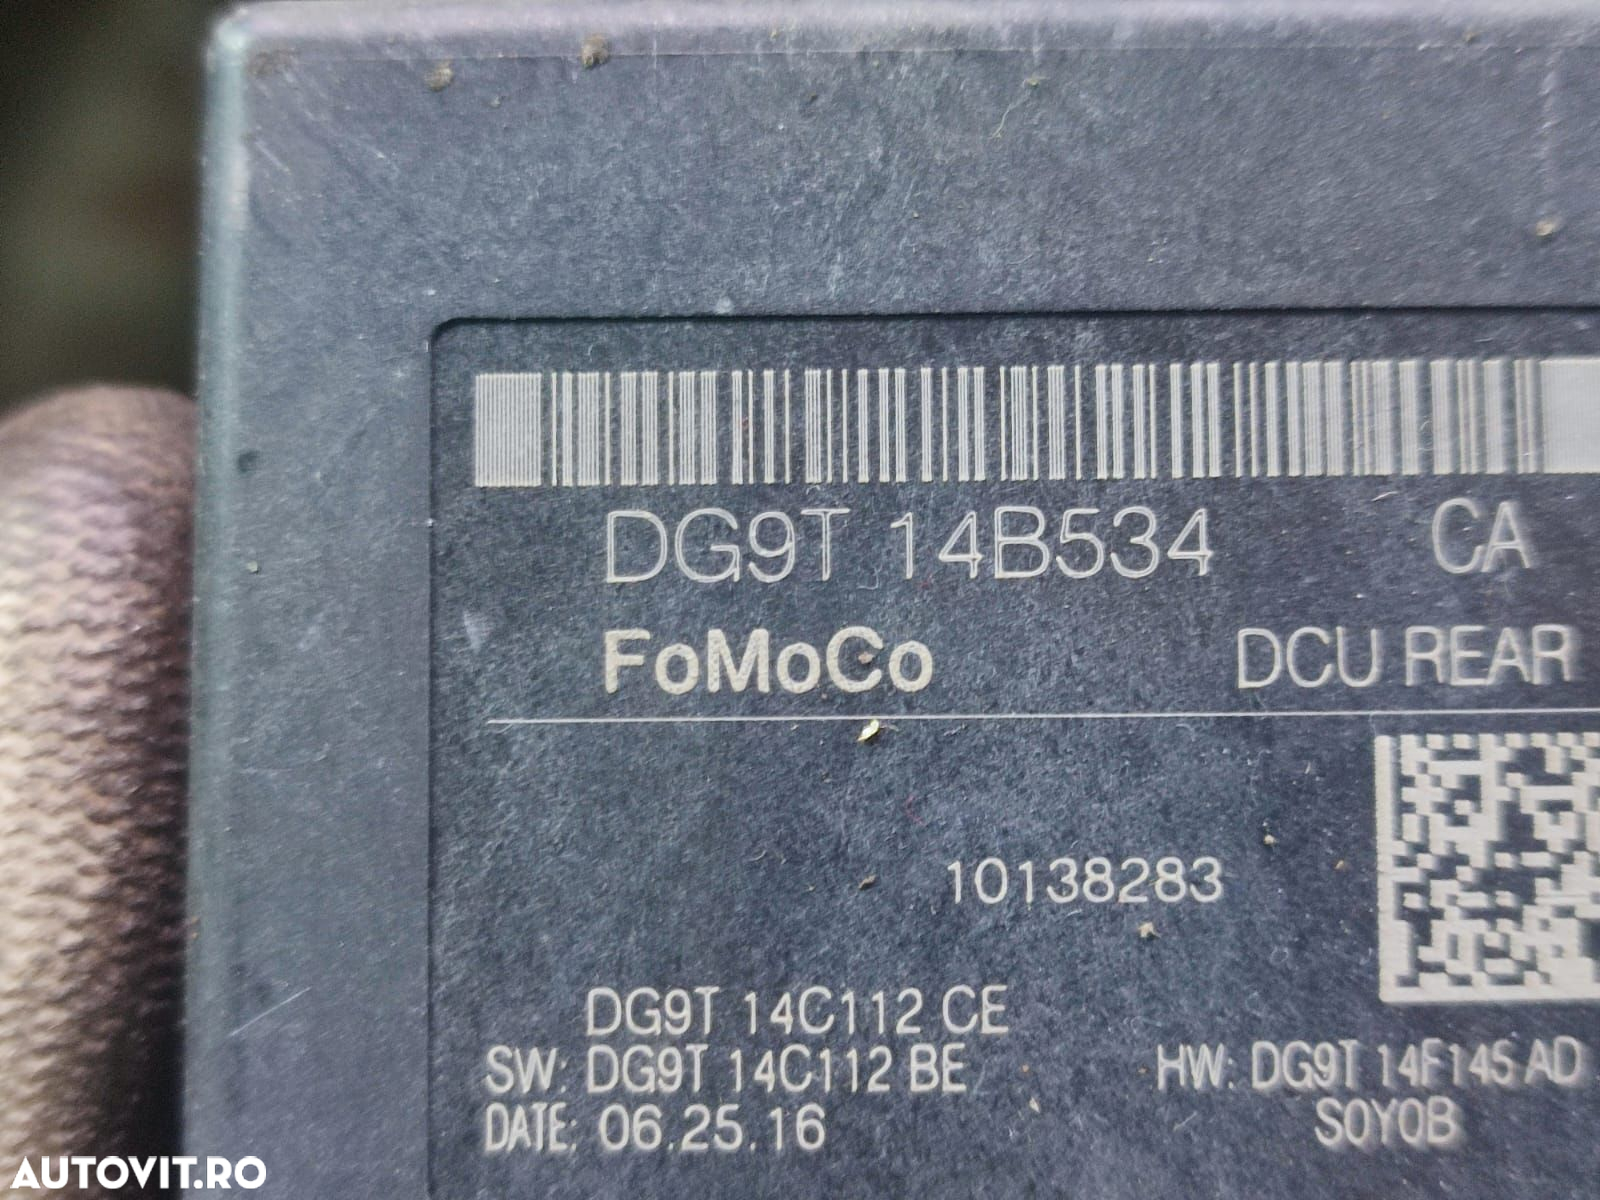 DG9T 14B534 CA
FoMoCo DCU REAR
10138283
DG9T 14C112 CE
SW: DG9T 14C112 BE HW: DG9T 14F145 AD
DATE: 06.25.16 S0Y0B
AUTOVIT.RO